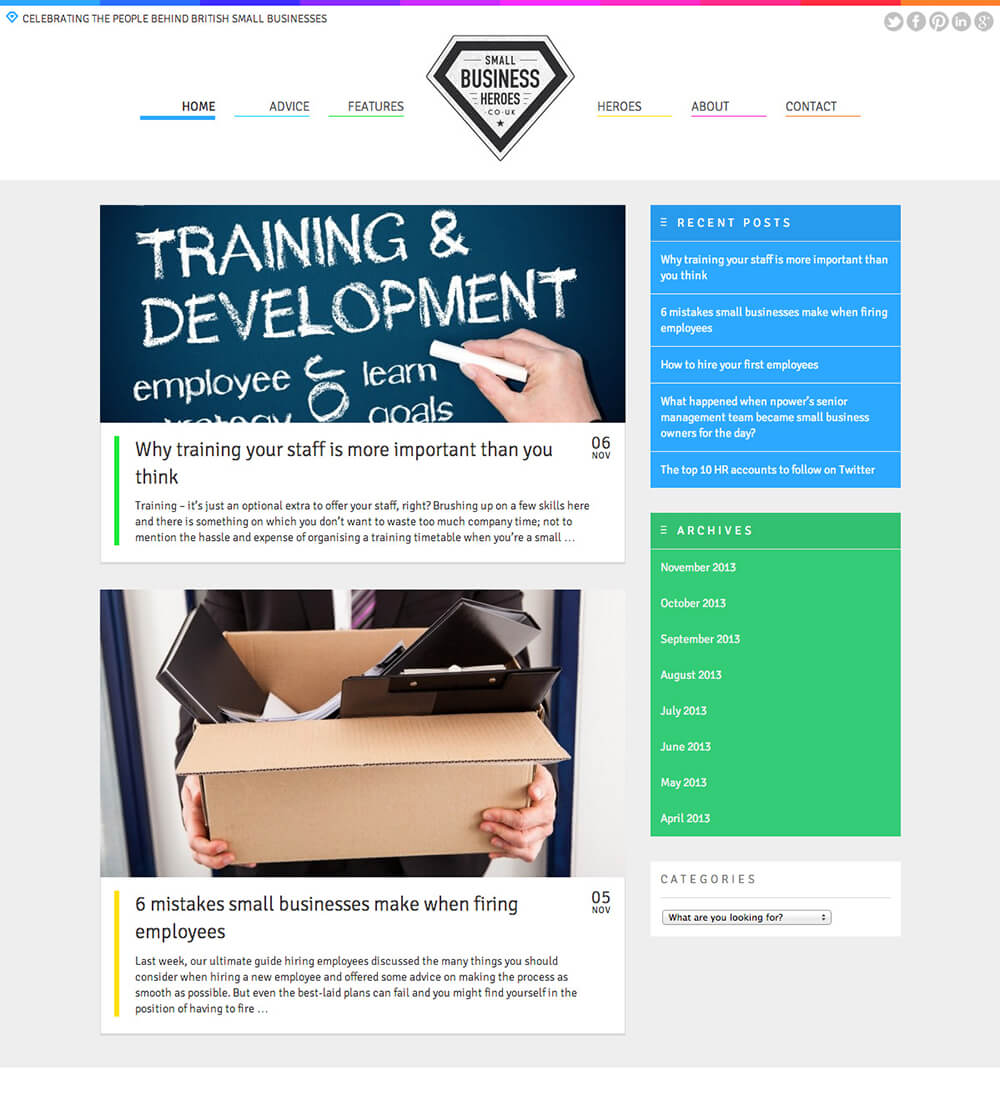 CELEBRATING THE PEOPLE BEHIND BRITISH SMALL BUSINESSES
HOME
ADVICE
FEATURES
SMALL
BUSINESS
HEROES
CO·UK
HEROES
ABOUT
CONTACT
TRAINING &
DEVELOPMENT
employee learn
strategy goals
Why training your staff is more important than you
think
06
NOV
Training – it's just an optional extra to offer your staff, right? Brushing up on a few skills here
and there is something on which you don't want to waste too much company time; not to
mention the hassle and expense of organising a training timetable when you're a small …
6 mistakes small businesses make when firing
employees
05
NOV
Last week, our ultimate guide hiring employees discussed the many things you should
consider when hiring a new employee and offered some advice on making the process as
smooth as possible. But even the best-laid plans can fail and you might find yourself in the
position of having to fire …
RECENT POSTS
Why training your staff is more important than
you think
6 mistakes small businesses make when firing
employees
How to hire your first employees
What happened when npower's senior
management team became small business
owners for the day?
The top 10 HR accounts to follow on Twitter
ARCHIVES
November 2013
October 2013
September 2013
August 2013
July 2013
June 2013
May 2013
April 2013
CATEGORIES
What are you looking for?